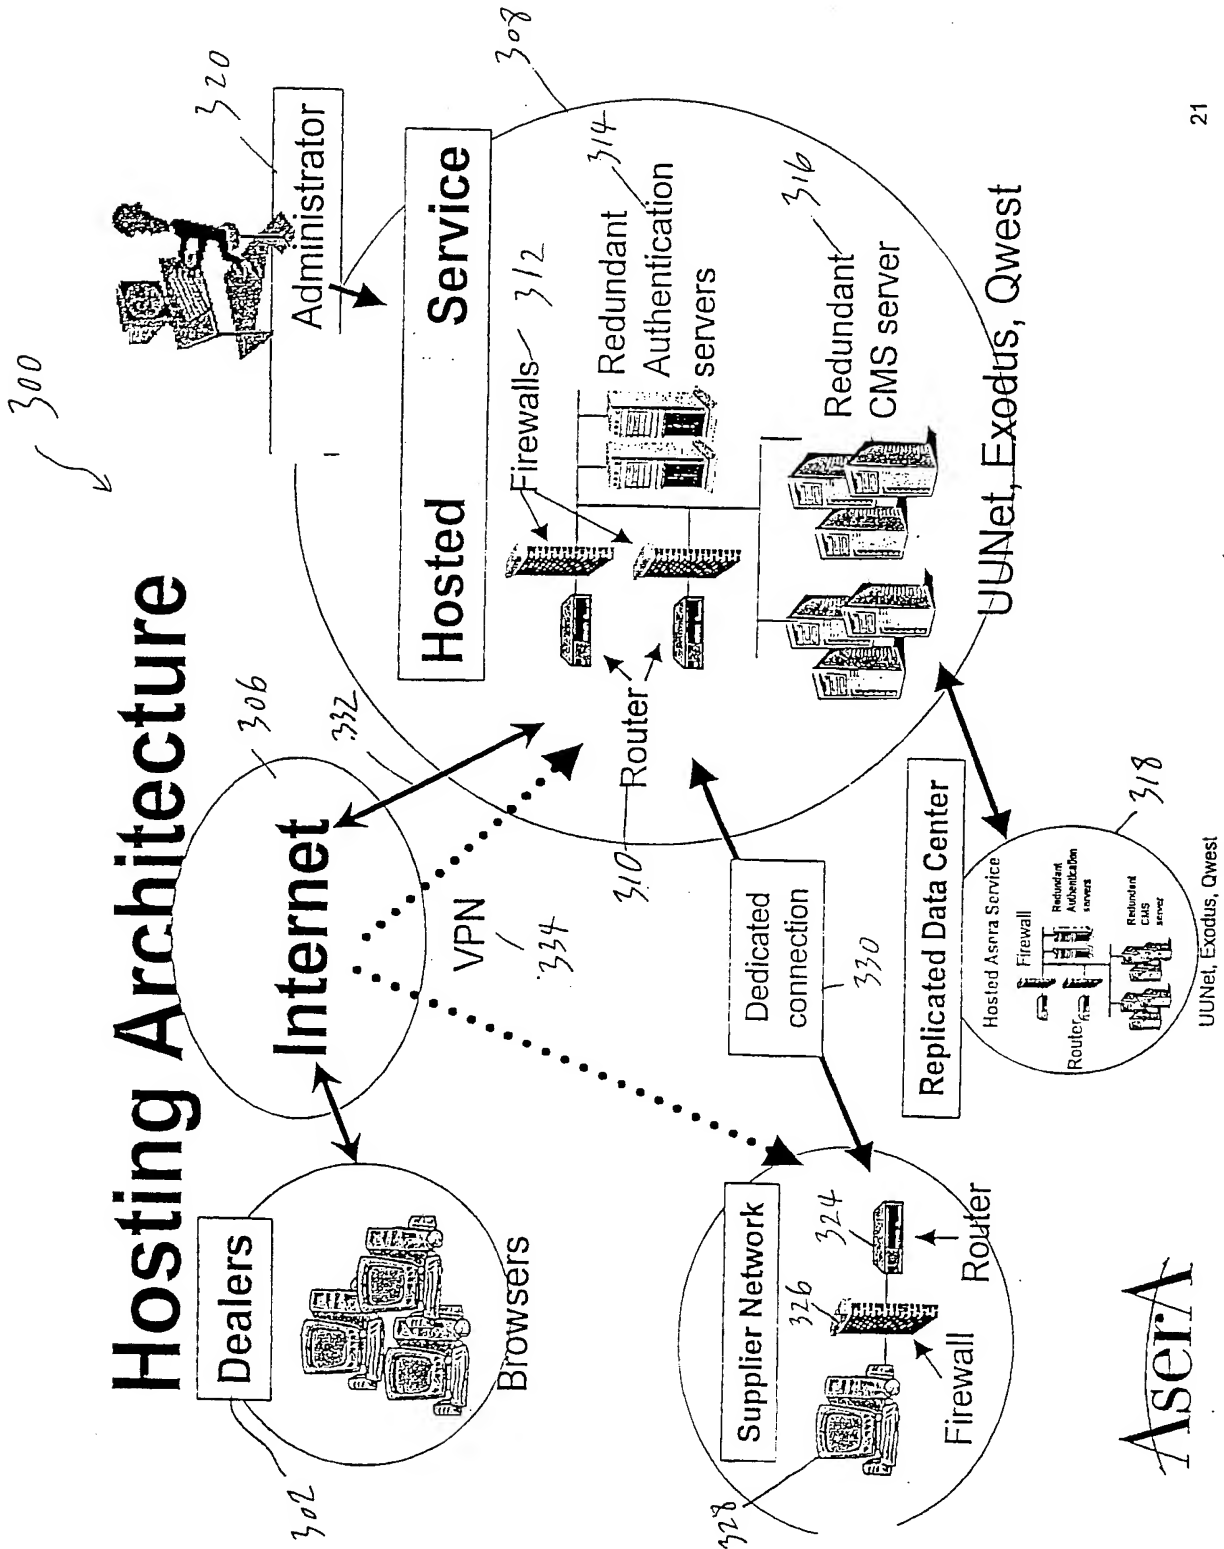 300
Hosting Architecture
302
Dealers
Browsers
Internet
306
332
VPN
334
320
Administrator
308
Hosted Service
Firewalls 312
Redundant
Authentication
servers
314
Router
310
Redundant
CMS server
316
UUNet, Exodus, Qwest
Dedicated
connection
330
Supplier Network
324
326
328
Router
Firewall
Replicated Data Center
318
Hosted Asera Service
Firewall
Redundant
Authentication
servers
Router
Redundant
CMS
server
UUNet, Exodus, Qwest
AserA
21